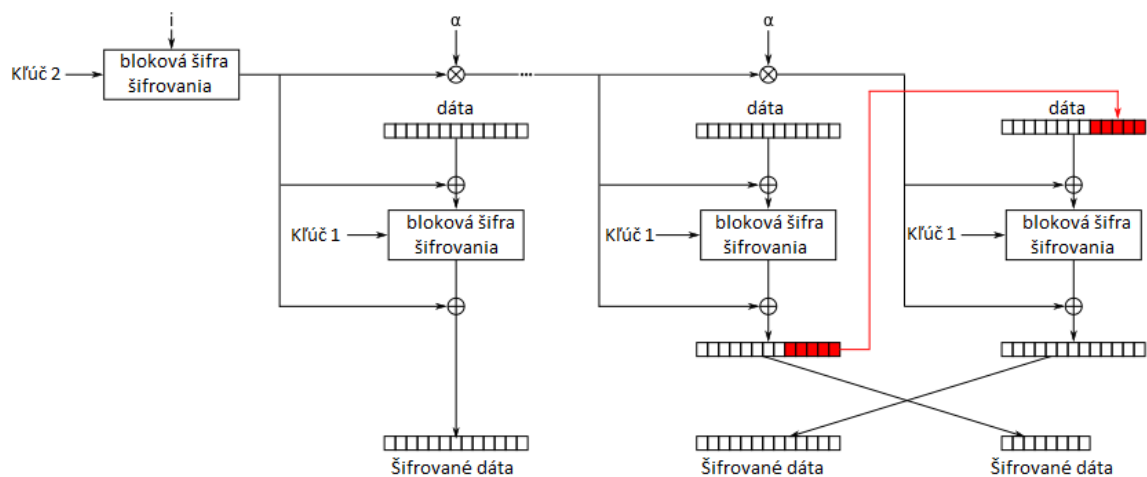 i
α
α
Kľúč 2
bloková šifra
šifrovania
...
dáta
dáta
dáta
Kľúč 1
bloková šifra
šifrovania
Kľúč 1
bloková šifra
šifrovania
Kľúč 1
bloková šifra
šifrovania
Šifrované dáta
Šifrované dáta
Šifrované dáta